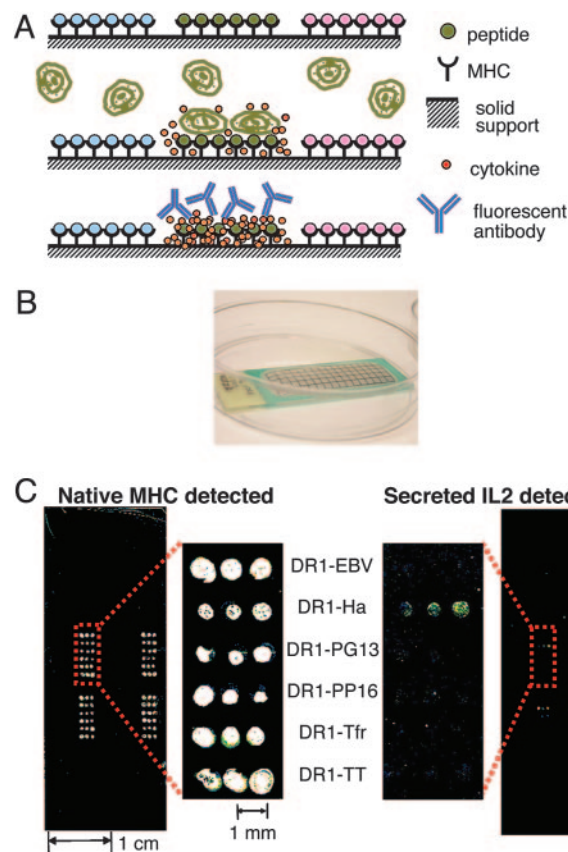 A
peptide
MHC
solid
support
cytokine
fluorescent
antibody
B
C
Native MHC detected
Secreted IL2 detec
DR1-EBV
DR1-Ha
DR1-PG13
DR1-PP16
DR1-Tfr
DR1-TT
1 mm
1 cm